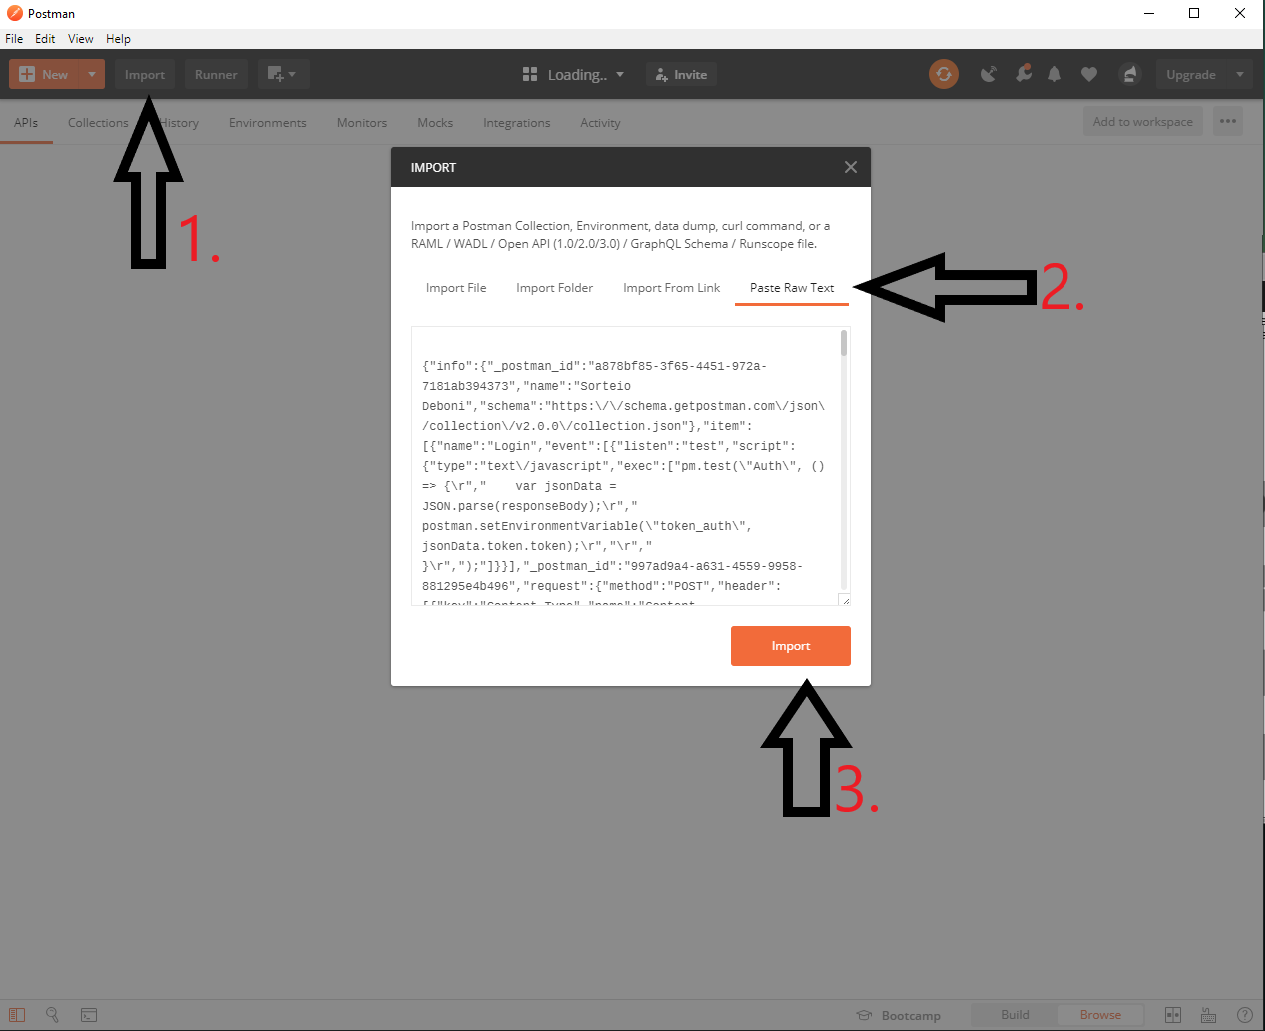 Postman
File Edit View Help
New Import Runner Loading.. Invite Upgrade
APIs Collections History Environments Monitors Mocks Integrations Activity Add to workspace
IMPORT
Import a Postman Collection, Environment, data dump, curl command, or a
RAML / WADL / Open API (1.0/2.0/3.0) / GraphQL Schema / Runscope file.
1.
Import File Import Folder Import From Link Paste Raw Text
2.
{"info":{"_postman_id":"a878bf85-3f65-4451-972a-
7181ab394373","name":"Sorteio
Deboni","schema":"https:\/\/schema.getpostman.com\/json\
/collection\/v2.0.0\/collection.json"},"item":
[{"name":"Login","event":[{"listen":"test","script":
{"type":"text\/javascript","exec":["pm.test(\"Auth\", ()
=> {\r","    var jsonData =
JSON.parse(responseBody);\r","
postman.setEnvironmentVariable(\"token_auth\",
jsonData.token.token);\r","\r","
}\r",");"]}}],"_postman_id":"997ad9a4-a631-4559-9958-
881295e4b496","request":{"method":"POST","header":
[{"key":"Content-Type","name":"Content-
Import
3.
Bootcamp Build Browse